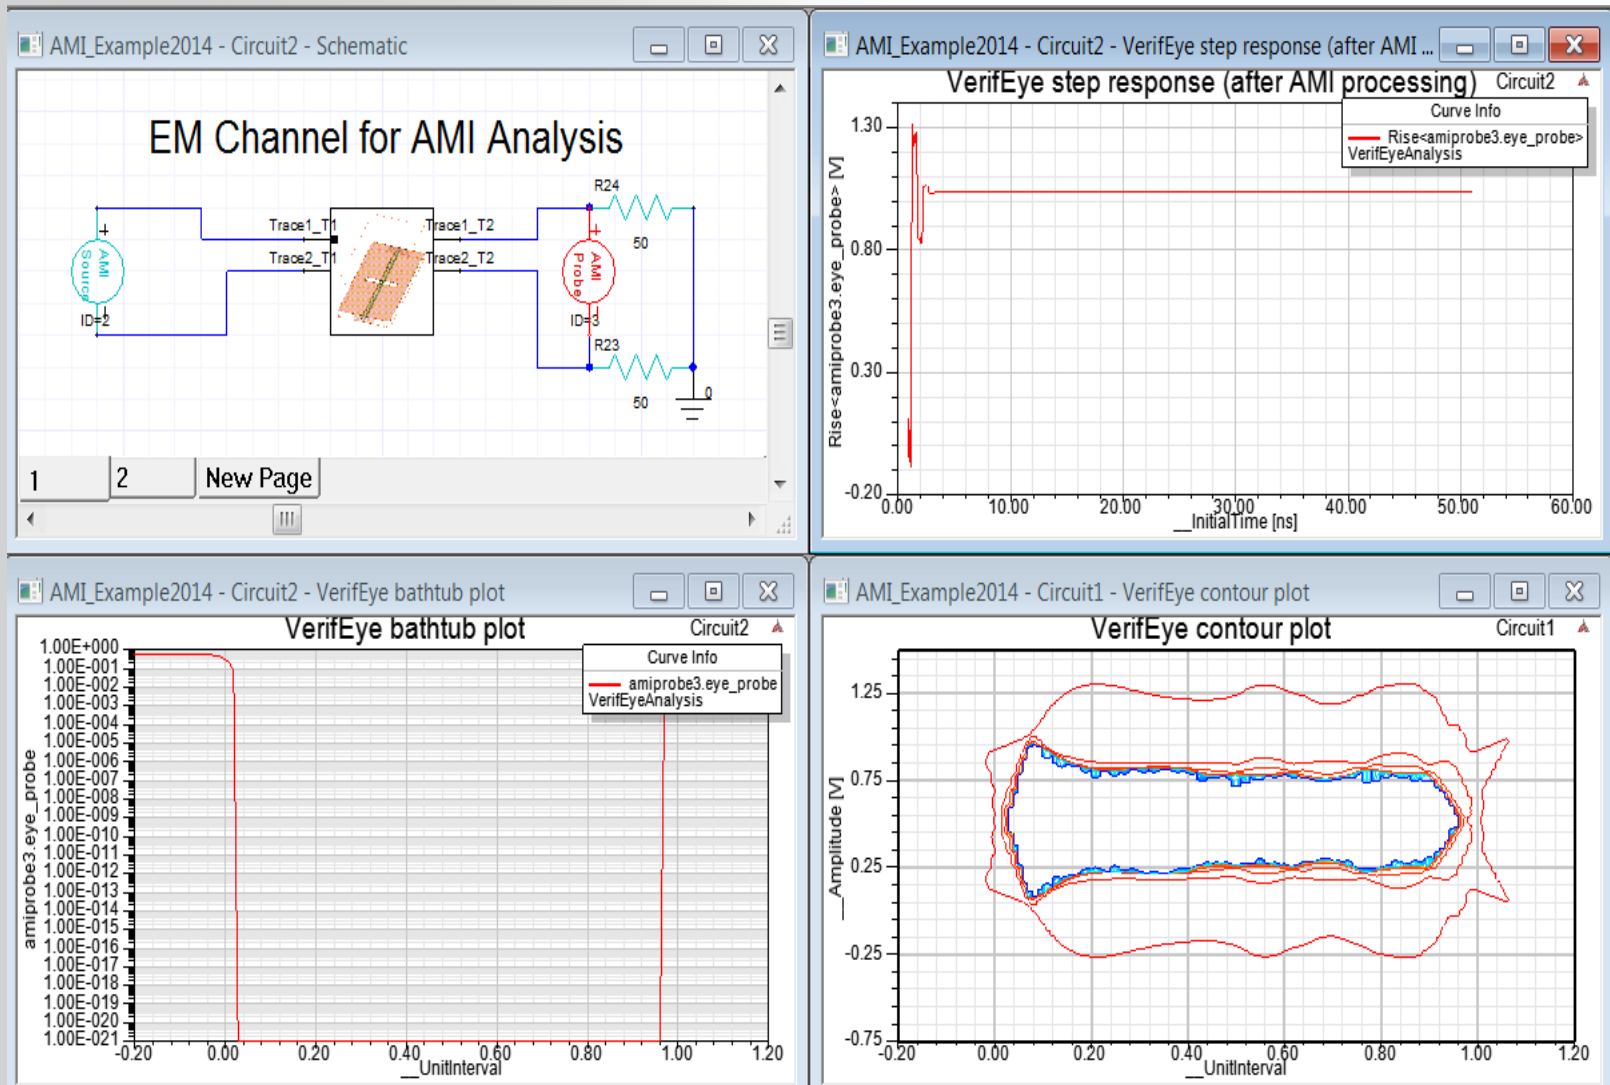 AMI_Example2014 - Circuit2 - Schematic
EM Channel for AMI Analysis
R24
50
Trace1_T1
Trace1_T2
Trace2_T1
Trace2_T2
+
AMI
Source
ID=2
+
AMI
Probe
ID=3
R23
50
0
1
2
New Page
AMI_Example2014 - Circuit2 - VerifEye step response (after AMI ...
VerifEye step response (after AMI processing)
Circuit2
Curve Info
Rise<amiprobe3.eye_probe>
VerifEyeAnalysis
Rise<amiprobe3.eye_probe> [V]
1.30
0.80
0.30
-0.20
0.00 10.00 20.00 30.00 40.00 50.00 60.00
__InitialTime [ns]
AMI_Example2014 - Circuit2 - VerifEye bathtub plot
VerifEye bathtub plot
Circuit2
Curve Info
amiprobe3.eye_probe
VerifEyeAnalysis
amiprobe3.eye_probe
1.00E+000
1.00E-001
1.00E-002
1.00E-003
1.00E-004
1.00E-005
1.00E-006
1.00E-007
1.00E-008
1.00E-009
1.00E-010
1.00E-011
1.00E-012
1.00E-013
1.00E-014
1.00E-015
1.00E-016
1.00E-017
1.00E-018
1.00E-019
1.00E-020
1.00E-021
-0.20 0.00 0.20 0.40 0.60 0.80 1.00 1.20
__UnitInterval
AMI_Example2014 - Circuit1 - VerifEye contour plot
VerifEye contour plot
Circuit1
__Amplitude [V]
1.25
0.75
0.25
-0.25
-0.75
-0.20 0.00 0.20 0.40 0.60 0.80 1.00 1.20
__UnitInterval